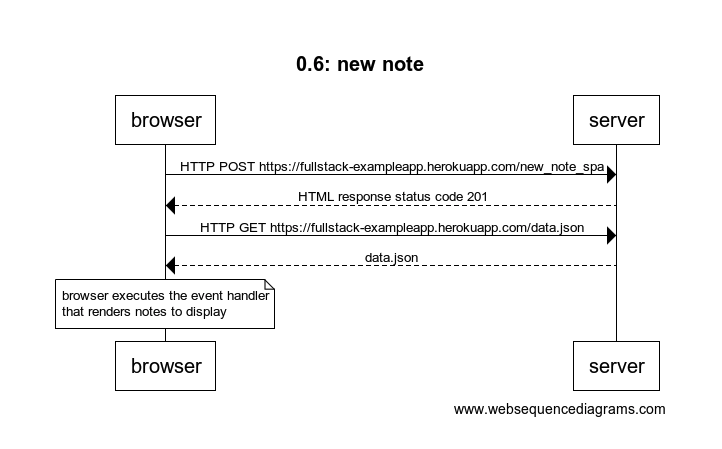 0.6: new note
browser
server
HTTP POST https://fullstack-exampleapp.herokuapp.com/new_note_spa
HTML response status code 201
HTTP GET https://fullstack-exampleapp.herokuapp.com/data.json
data.json
browser executes the event handler
that renders notes to display
browser
server
www.websequencediagrams.com